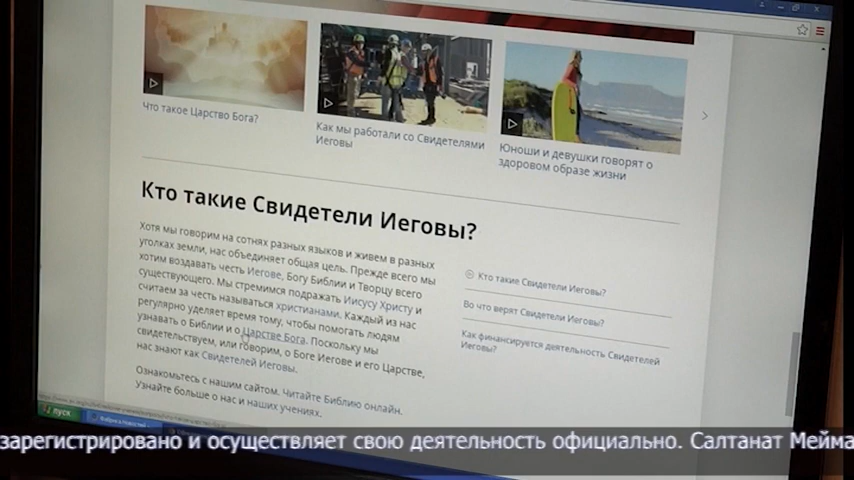 Что такое Царство Бога?
Как мы работали со Свидетелями
Иеговы
Юноши и девушки говорят о
здоровом образе жизни
Кто такие Свидетели Иеговы?
Хотя мы говорим на сотнях разных языков и живем в разных
уголках земли, нас объединяет общая цель. Прежде всего мы
хотим воздавать честь Иегове, Богу Библии и Творцу всего
существующего. Мы стремимся подражать Иисусу Христу и
считаем за честь называться христианами. Каждый из нас
регулярно уделяет время тому, чтобы помогать людям
узнавать о Библии и о Царстве Бога. Поскольку мы
свидетельствуем, или говорим, о Боге Иегове и его Царстве,
нас знают как Свидетелей Иеговы.
Ознакомьтесь с нашим сайтом. Читайте Библию онлайн.
Узнайте больше о нас и наших учениях.
Кто такие Свидетели Иеговы?
Во что верят Свидетели Иеговы?
Как финансируется деятельность Свидетелей
Иеговы?
пуск
зарегистрировано и осуществляет свою деятельность официально. Салтанат Мейма